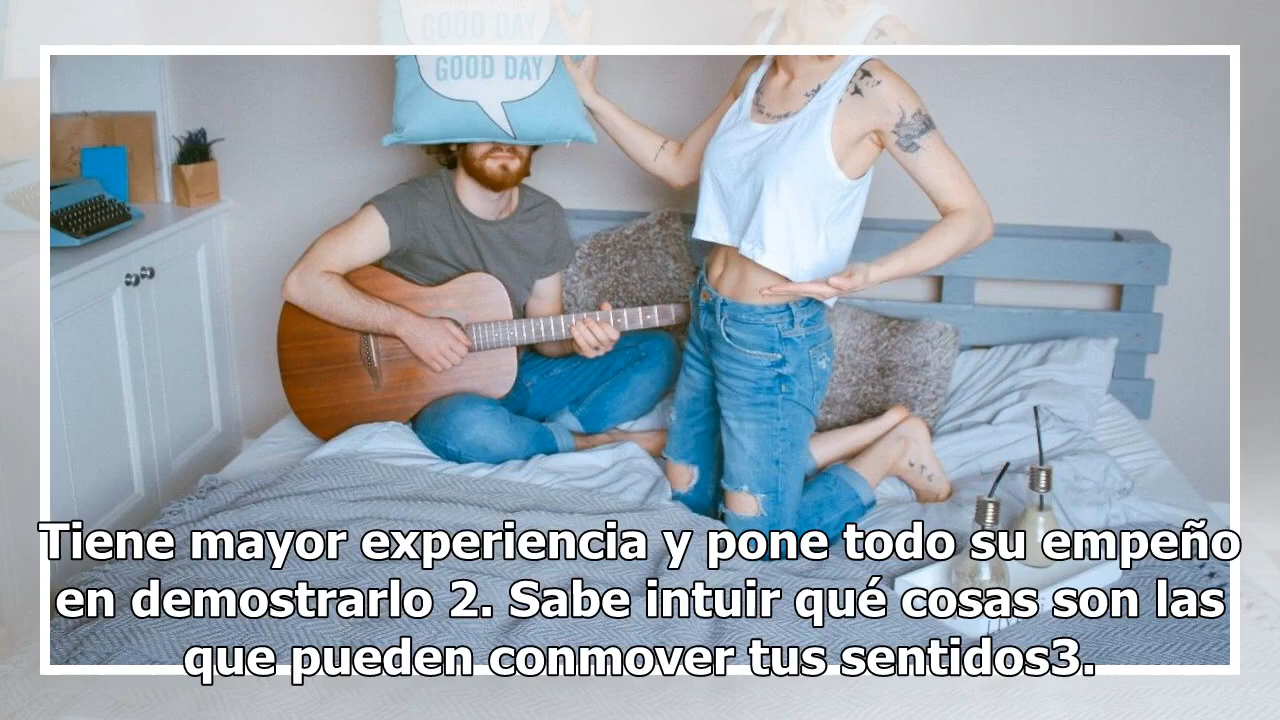 GOOD DAY
GOOD DAY
Tiene mayor experiencia y pone todo su empeño
en demostrarlo 2. Sabe intuir qué cosas son las
que pueden conmover tus sentidos3.